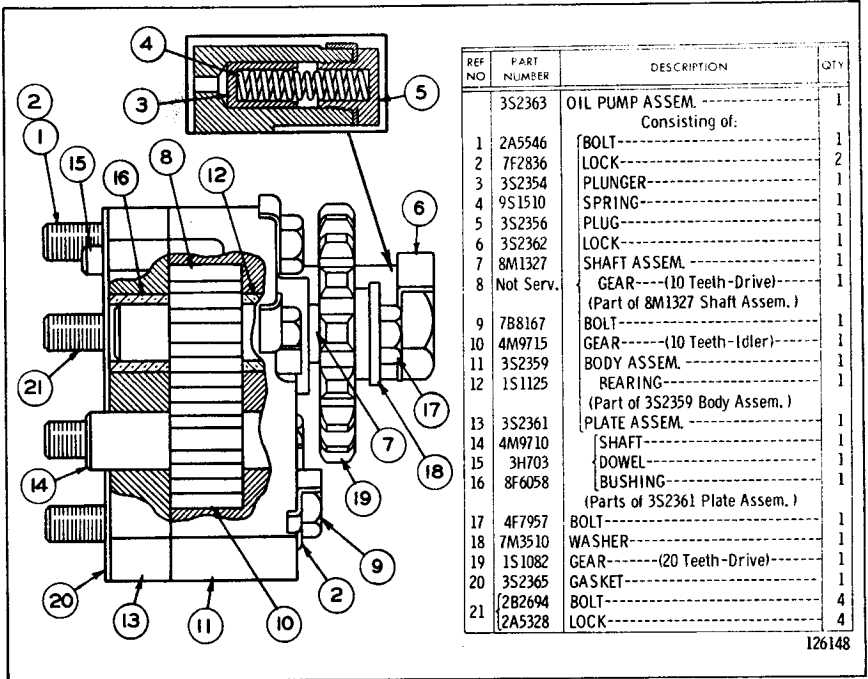 4
3
5
2
1
15
16
8
12
6
21
14
7
17
18
19
9
2
20
13
11
10
REF NO PART NUMBER DESCRIPTION QTY
3S2363 OIL PUMP ASSEM. 1
Consisting of:
1 2A5546 BOLT 1
2 7F2836 LOCK 2
3 3S2354 PLUNGER 1
4 9S1510 SPRING 1
5 3S2356 PLUG 1
6 3S2362 LOCK 1
7 8M1327 SHAFT ASSEM. 1
8 Not Serv. GEAR----(10 Teeth-Drive) 1
(Part of 8M1327 Shaft Assem.)
9 7B8167 BOLT 1
10 4M9715 GEAR----(10 Teeth-Idler) 1
11 3S2359 BODY ASSEM. 1
12 1S1125 BEARING 1
(Part of 3S2359 Body Assem.)
13 3S2361 PLATE ASSEM. 1
14 4M9710 SHAFT 1
15 3H703 DOWEL 1
16 8F6058 BUSHING 1
(Parts of 3S2361 Plate Assem.)
17 4F7957 BOLT 1
18 7M3510 WASHER 1
19 1S1082 GEAR-------(20 Teeth-Drive) 1
20 3S2365 GASKET 1
21 2B2694 BOLT 4
2A5328 LOCK 4
126148